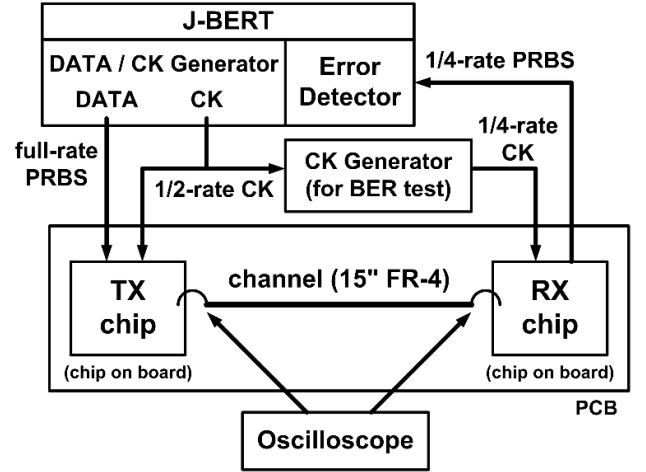 J-BERT
DATA / CK Generator
DATA CK
Error
Detector
1/4-rate PRBS
full-rate
PRBS
1/2-rate CK
CK Generator
(for BER test)
1/4-rate
CK
TX
chip
(chip on board)
channel (15" FR-4)
RX
chip
(chip on board)
PCB
Oscilloscope